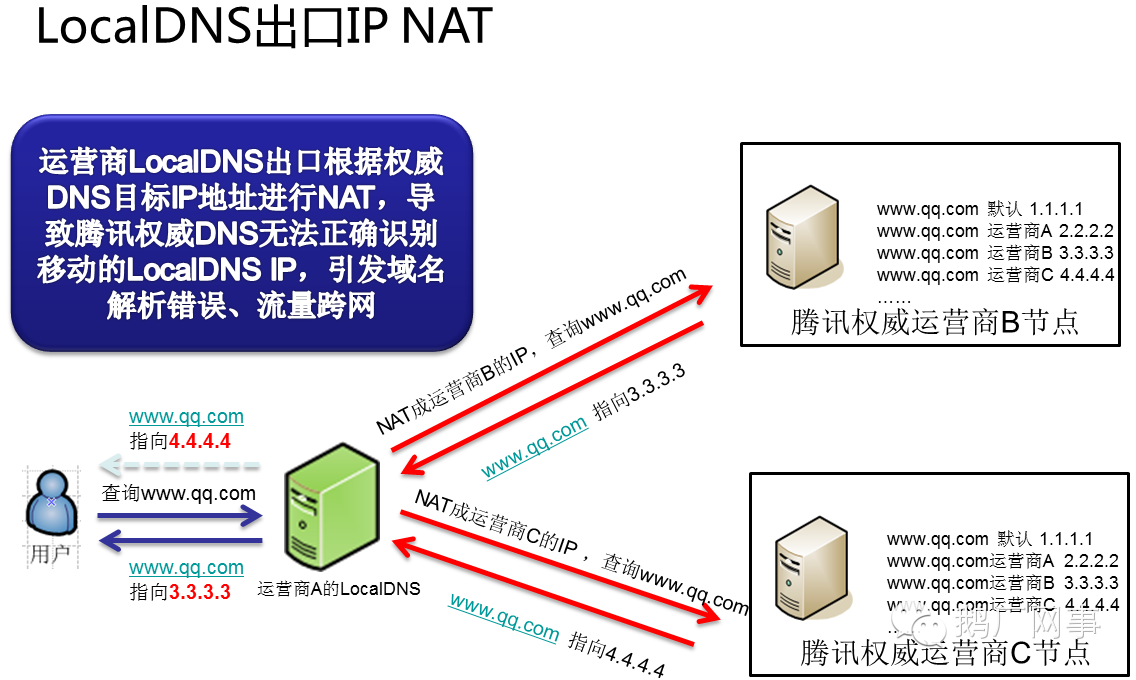 LocalDNS出口IP NAT
运营商LocalDNS出口根据权威
DNS目标IP地址进行NAT，导
致腾讯权威DNS无法正确识别
移动的LocalDNS IP，引发域名
解析错误、流量跨网
www.qq.com 默认 1.1.1.1
www.qq.com 运营商A 2.2.2.2
www.qq.com 运营商B 3.3.3.3
www.qq.com 运营商C 4.4.4.4
……
腾讯权威运营商B节点
NAT成运营商B的IP，查询www.qq.com
www.qq.com 指向3.3.3.3
www.qq.com
指向4.4.4.4
查询www.qq.com
用户
www.qq.com
指向3.3.3.3
运营商A的LocalDNS
NAT成运营商C的IP ，查询www.qq.com
www.qq.com 指向4.4.4.4
www.qq.com 默认 1.1.1.1
www.qq.com运营商A 2.2.2.2
www.qq.com运营商B 3.3.3.3
www.qq.com运营商C 4.4.4.4
鹅厂网事
腾讯权威运营商C节点